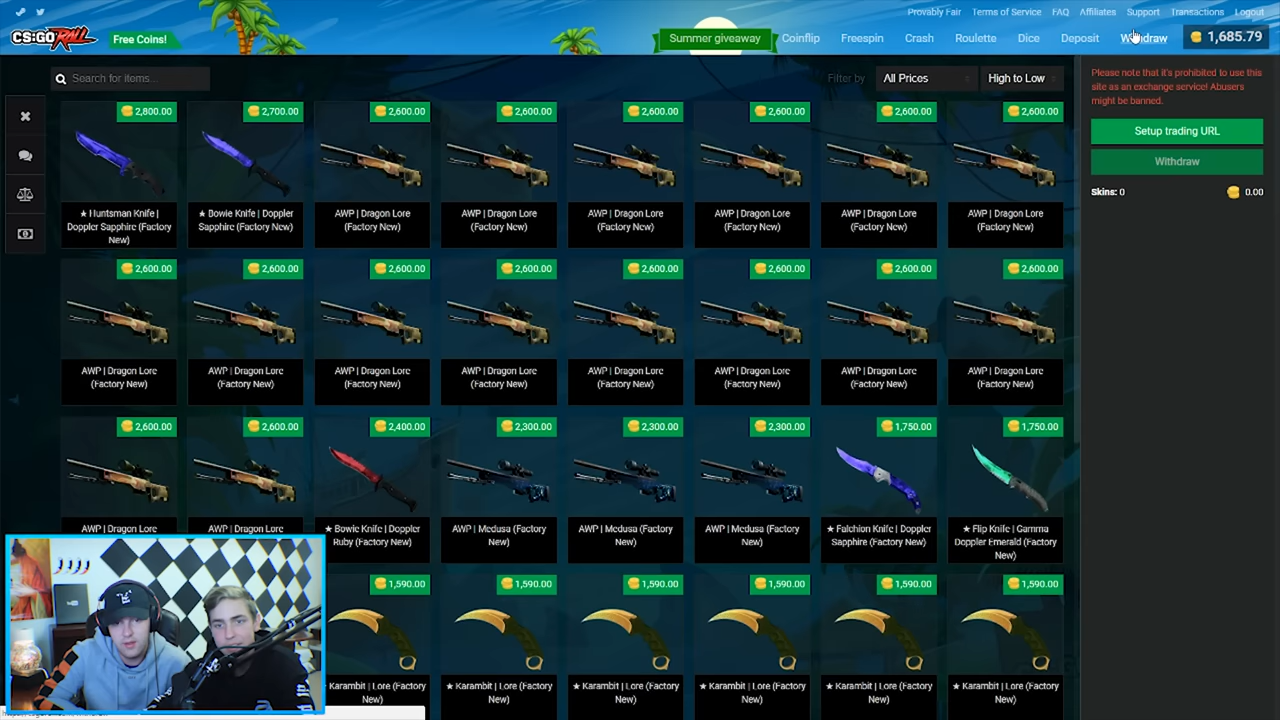 Provably Fair Terms of Service FAQ Affiliates Support Transactions Logout
CS:GO ROLL Free Coins! Summer giveaway Coinflip Freespin Crash Roulette Dice Deposit Withdraw 1,685.79
Search for items... Filter by All Prices High to Low
Please note that it's prohibited to use this
site as an exchange service! Abusers
might be banned.
Setup trading URL
Withdraw
Skins: 0 0.00
2,800.00 2,700.00 2,600.00 2,600.00 2,600.00 2,600.00 2,600.00 2,600.00
★ Huntsman Knife | ★ Bowie Knife | Doppler AWP | Dragon Lore AWP | Dragon Lore AWP | Dragon Lore AWP | Dragon Lore AWP | Dragon Lore AWP | Dragon Lore
Doppler Sapphire (Factory Sapphire (Factory New) (Factory New) (Factory New) (Factory New) (Factory New) (Factory New) (Factory New)
New)
2,600.00 2,600.00 2,600.00 2,600.00 2,600.00 2,600.00 2,600.00 2,600.00
AWP | Dragon Lore AWP | Dragon Lore AWP | Dragon Lore AWP | Dragon Lore AWP | Dragon Lore AWP | Dragon Lore AWP | Dragon Lore AWP | Dragon Lore
(Factory New) (Factory New) (Factory New) (Factory New) (Factory New) (Factory New) (Factory New) (Factory New)
2,600.00 2,600.00 2,400.00 2,300.00 2,300.00 2,300.00 1,750.00 1,750.00
AWP | Dragon Lore AWP | Dragon Lore ★ Bowie Knife | Doppler AWP | Medusa (Factory AWP | Medusa (Factory AWP | Medusa (Factory ★ Falchion Knife | Doppler ★ Flip Knife | Gamma
Ruby (Factory New) New) New) New) Sapphire (Factory New) Doppler Emerald (Factory
New)
1,590.00 1,590.00 1,590.00 1,590.00 1,590.00 1,590.00
Karambit | Lore (Factory ★ Karambit | Lore (Factory ★ Karambit | Lore (Factory ★ Karambit | Lore (Factory ★ Karambit | Lore (Factory ★ Karambit | Lore (Factory
New) New) New) New) New) New)